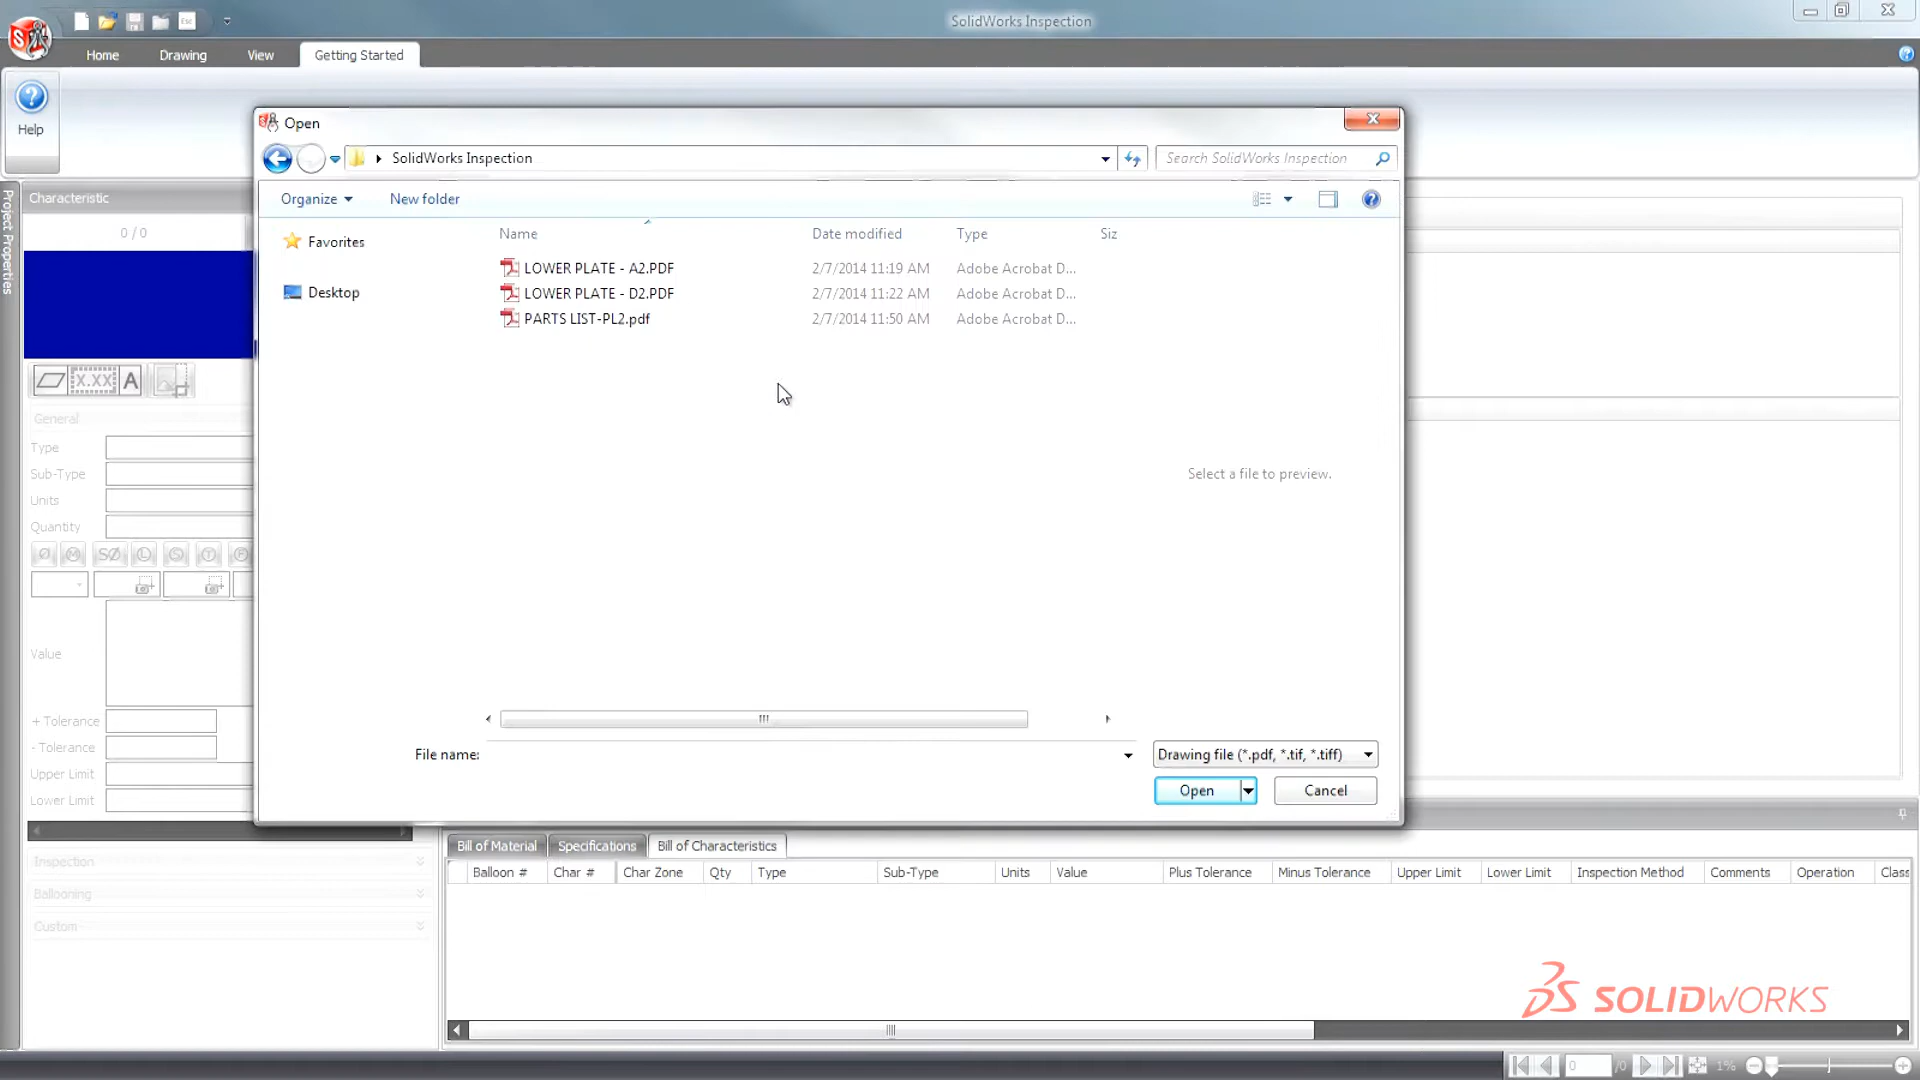 Esc
SolidWorks Inspection
Home
Drawing
View
Getting Started
Help
Open
SolidWorks Inspection
Search SolidWorks Inspection
Organize
New folder
Name
Date modified
Type
Siz
Favorites
Desktop
LOWER PLATE - A2.PDF
2/7/2014 11:19 AM
Adobe Acrobat D...
LOWER PLATE - D2.PDF
2/7/2014 11:22 AM
Adobe Acrobat D...
PARTS LIST-PL2.pdf
2/7/2014 11:50 AM
Adobe Acrobat D...
Select a file to preview.
File name:
Drawing file (*.pdf, *.tif, *.tiff)
Open
Cancel
Project Properties
Characteristic
0 / 0
X.XX
A
General
Type
Sub-Type
Units
Quantity
Value
+ Tolerance
- Tolerance
Upper Limit
Lower Limit
Inspection
Ballooning
Custom
Bill of Material
Specifications
Bill of Characteristics
Balloon #
Char #
Char Zone
Qty
Type
Sub-Type
Units
Value
Plus Tolerance
Minus Tolerance
Upper Limit
Lower Limit
Inspection Method
Comments
Operation
Class
SOLIDWORKS
0
/0
1%